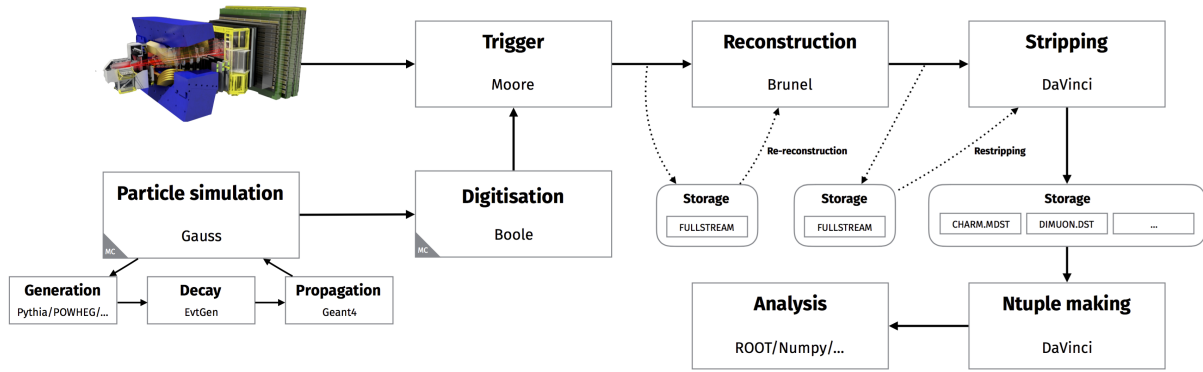 Trigger
Moore
Reconstruction
Brunel
Stripping
DaVinci
Re-reconstruction
Restripping
Particle simulation
Gauss
MC
Digitisation
Boole
MC
Storage
FULLSTREAM
Storage
FULLSTREAM
Storage
CHARM.MDST
DIMUON.DST
...
Generation
Pythia/POWHEG/...
Decay
EvtGen
Propagation
Geant4
Analysis
ROOT/Numpy/...
Ntuple making
DaVinci